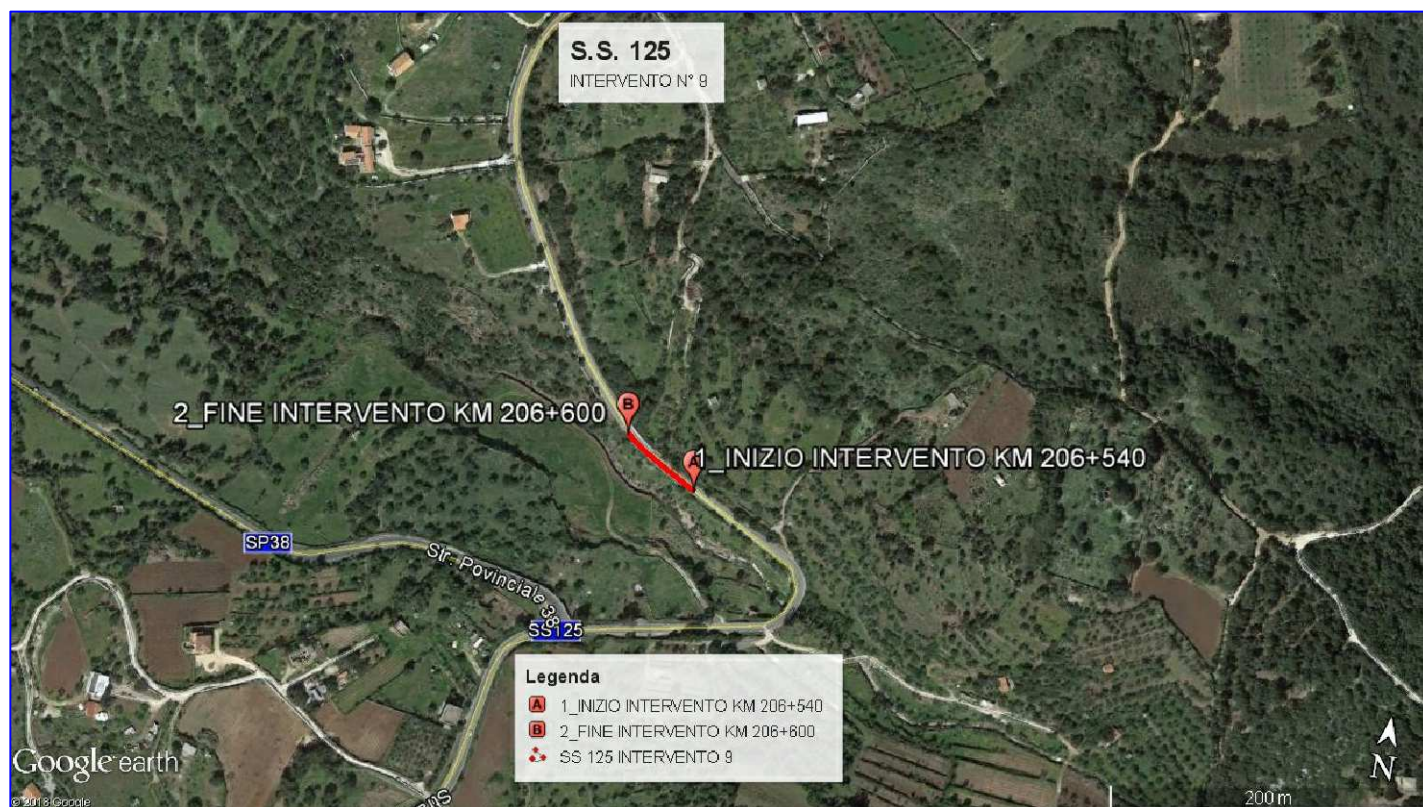 S.S. 125
INTERVENTO N° 9
2_FINE INTERVENTO KM 206+600
B
A
1_INIZIO INTERVENTO KM 206+540
SP38
Str. Povinciale 38
SS125
Legenda
A 1_INIZIO INTERVENTO KM 206+540
B 2_FINE INTERVENTO KM 206+600
SS 125 INTERVENTO 9
Google earth
N
200 m